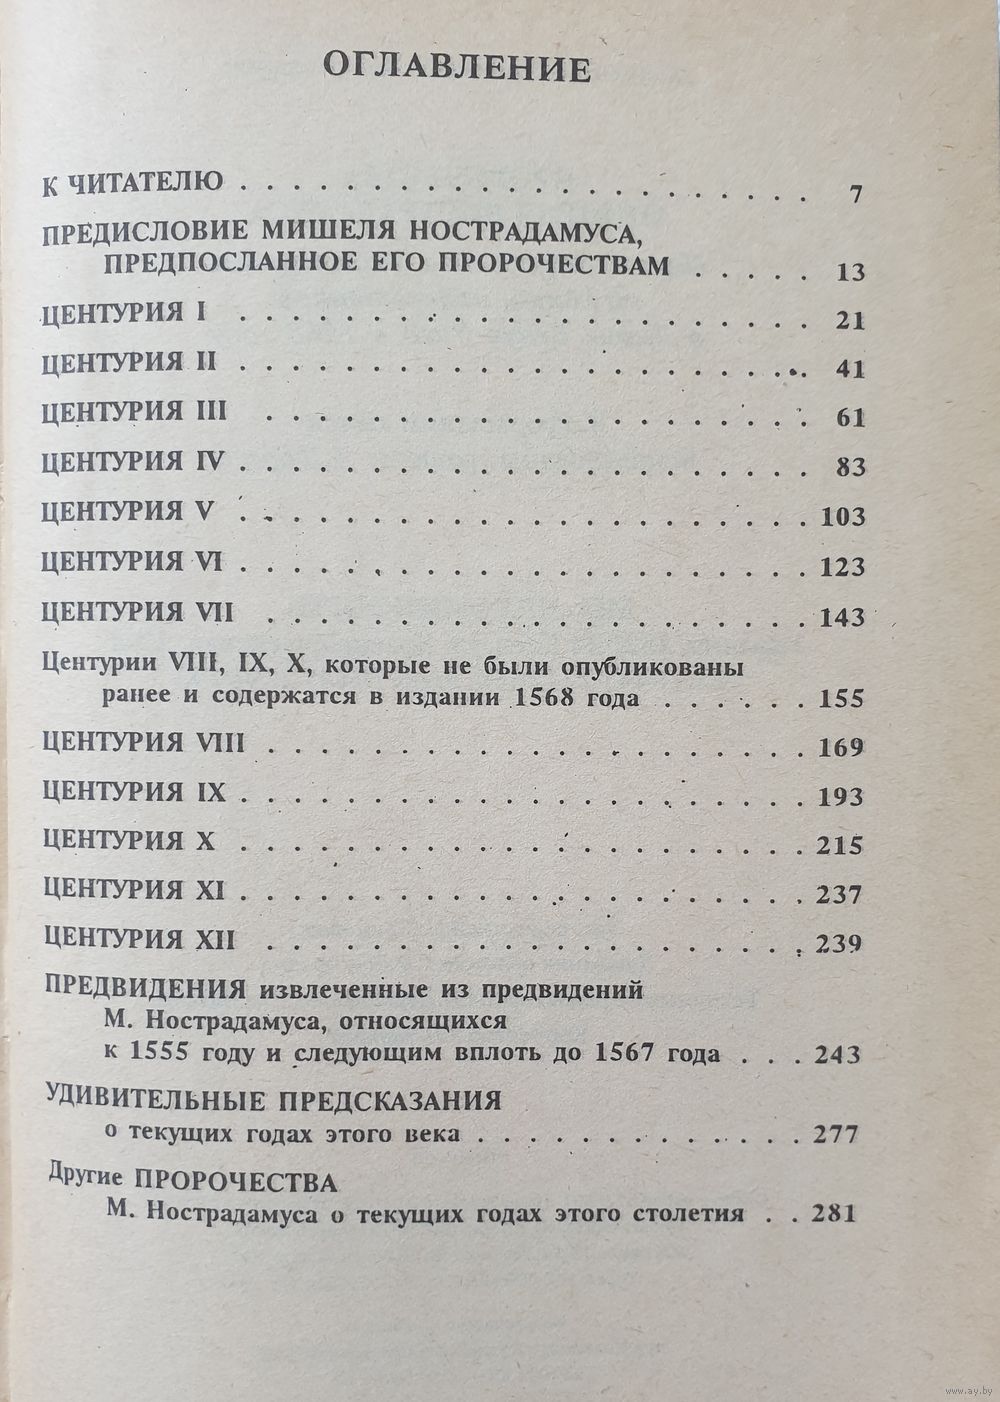 ОГЛАВЛЕНИЕ
К ЧИТАТЕЛЮ . . . . . . . . . . . . . . . . . . . . . . 7
ПРЕДИСЛОВИЕ МИШЕЛЯ НОСТРАДАМУСА,
ПРЕДПОСЛАННОЕ ЕГО ПРОРОЧЕСТВАМ . . . . . 13
ЦЕНТУРИЯ I . . . . . . . . . . . . . . . . . . . . . . 21
ЦЕНТУРИЯ II . . . . . . . . . . . . . . . . . . . . . . 41
ЦЕНТУРИЯ III . . . . . . . . . . . . . . . . . . . . . 61
ЦЕНТУРИЯ IV . . . . . . . . . . . . . . . . . . . . . . 83
ЦЕНТУРИЯ V . . . . . . . . . . . . . . . . . . . . . . 103
ЦЕНТУРИЯ VI . . . . . . . . . . . . . . . . . . . . . . 123
ЦЕНТУРИЯ VII . . . . . . . . . . . . . . . . . . . . . 143
Центурии VIII, IX, X, которые не были опубликованы
ранее и содержатся в издании 1568 года . . . . . . 155
ЦЕНТУРИЯ VIII . . . . . . . . . . . . . . . . . . . . . 169
ЦЕНТУРИЯ IX . . . . . . . . . . . . . . . . . . . . . . 193
ЦЕНТУРИЯ X . . . . . . . . . . . . . . . . . . . . . . 215
ЦЕНТУРИЯ XI . . . . . . . . . . . . . . . . . . . . . . 237
ЦЕНТУРИЯ XII . . . . . . . . . . . . . . . . . . . . . 239
ПРЕДВИДЕНИЯ извлеченные из предвидений
М. Нострадамуса, относящихся
к 1555 году и следующим вплоть до 1567 года . . . 243
УДИВИТЕЛЬНЫЕ ПРЕДСКАЗАНИЯ
о текущих годах этого века . . . . . . . . . . . . . 277
Другие ПРОРОЧЕСТВА
М. Нострадамуса о текущих годах этого столетия . . 281
www.ay.by